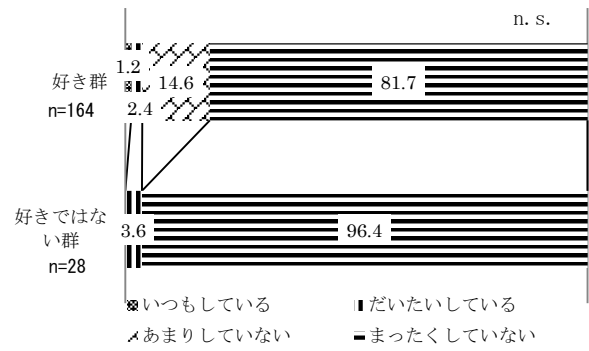 n.s.
1.2
好き群
14.6
81.7
n=164
2.4
好きではな
い群
3.6
96.4
n=28
いつもしている
だいたいしている
あまりしていない
まったくしていない